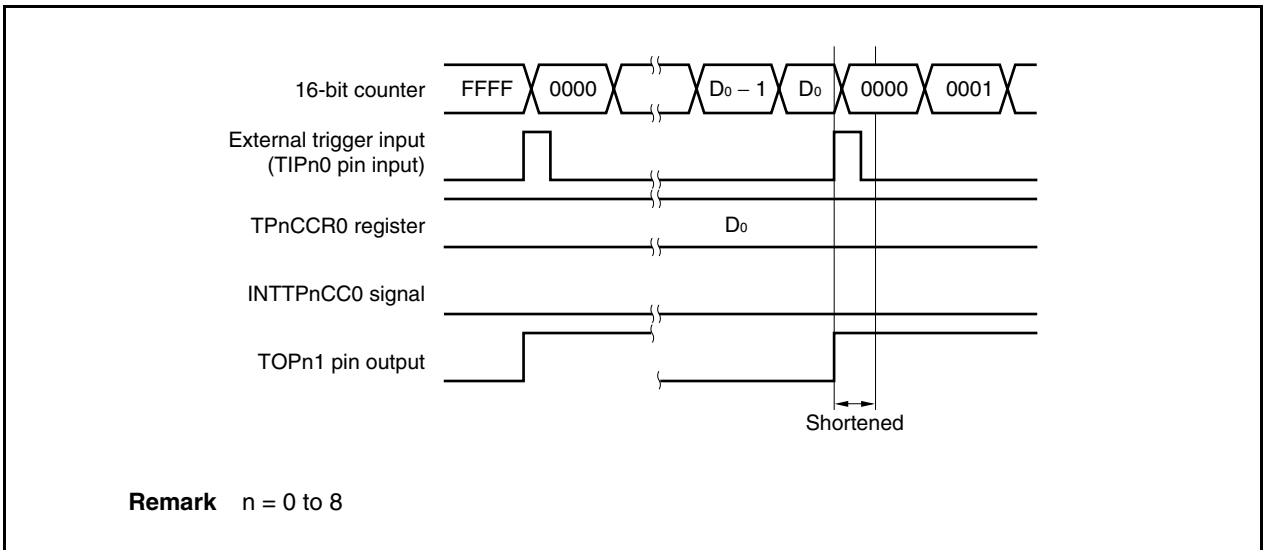 16-bit counter FFFF 0000 D₀ − 1 D₀ 0000 0001
External trigger input
(TIPn0 pin input)
TPnCCR0 register D₀
INTTPnCC0 signal
TOPn1 pin output
Shortened
Remark n = 0 to 8